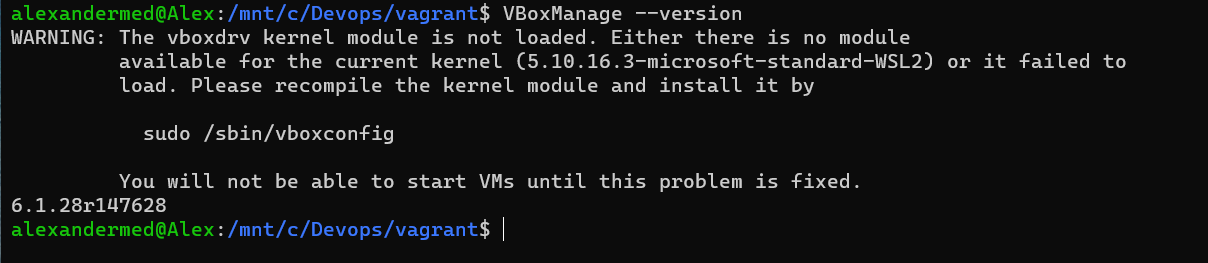 alexandermed@Alex:/mnt/c/Devops/vagrant$ VBoxManage --version
WARNING: The vboxdrv kernel module is not loaded. Either there is no module
         available for the current kernel (5.10.16.3-microsoft-standard-WSL2) or it failed to
         load. Please recompile the kernel module and install it by

           sudo /sbin/vboxconfig

         You will not be able to start VMs until this problem is fixed.
6.1.28r147628
alexandermed@Alex:/mnt/c/Devops/vagrant$